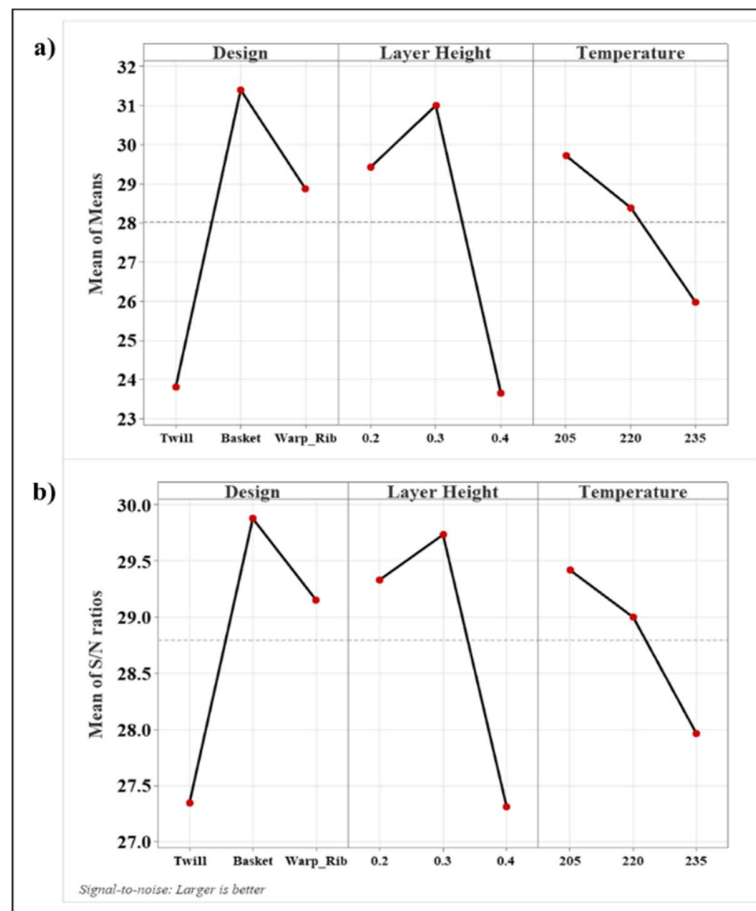 a)
Design Layer Height Temperature
32
31
30
29
28
27
26
25
24
23
Mean of Means
Twill Basket Warp_Rib 0.2 0.3 0.4 205 220 235
b)
Design Layer Height Temperature
30.0
29.5
29.0
28.5
28.0
27.5
27.0
Mean of S/N ratios
Twill Basket Warp_Rib 0.2 0.3 0.4 205 220 235
Signal-to-noise: Larger is better